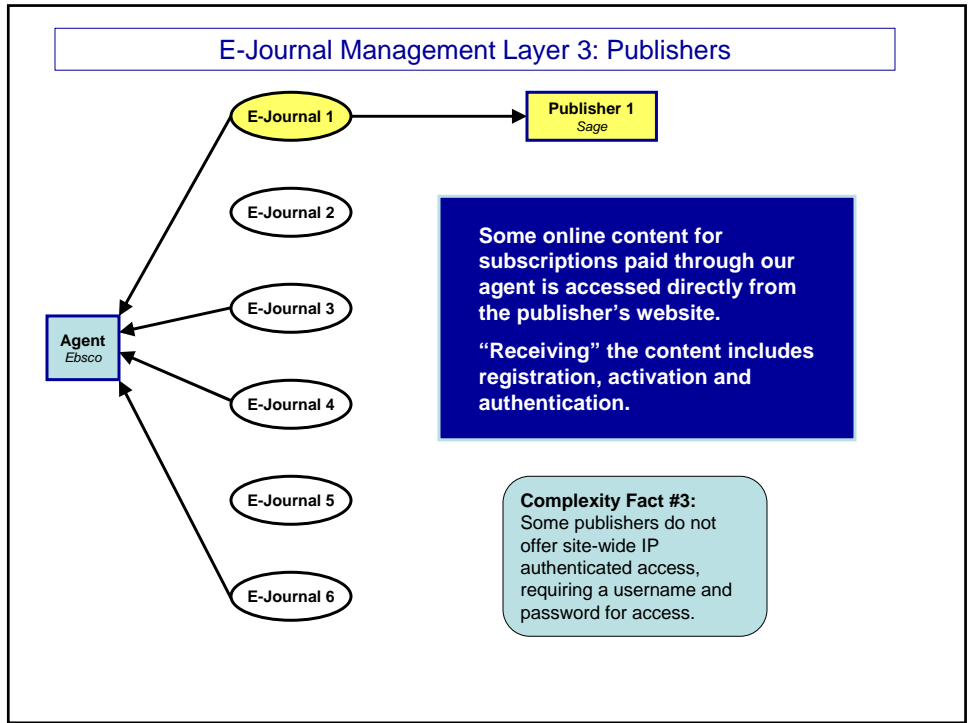 E-Journal Management Layer 3: Publishers
E-Journal 1
Publisher 1
Sage
E-Journal 2
Some online content for
subscriptions paid through our
agent is accessed directly from
the publisher’s website.
“Receiving” the content includes
registration, activation and
authentication.
E-Journal 3
Agent
Ebsco
E-Journal 4
E-Journal 5
Complexity Fact #3:
Some publishers do not
offer site-wide IP
authenticated access,
requiring a username and
password for access.
E-Journal 6